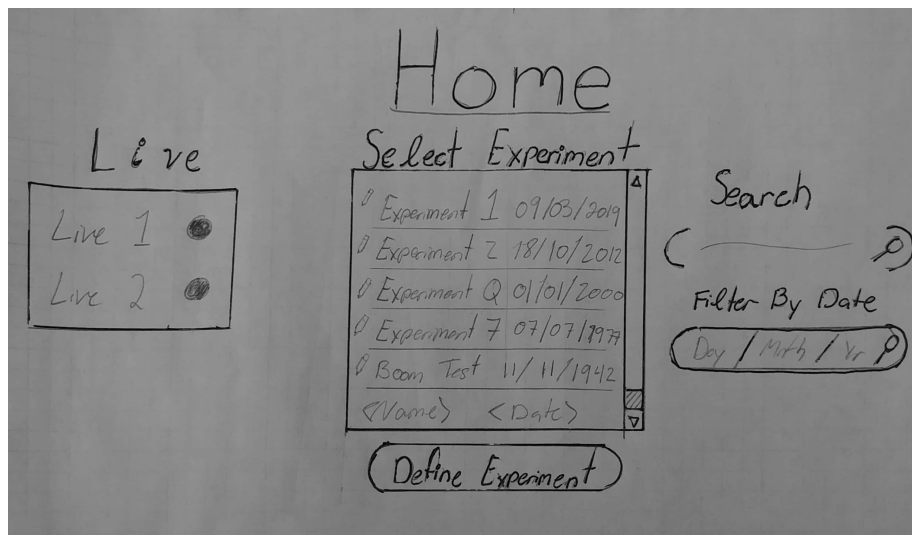 Home
Live
Live 1
Live 2
Select Experiment
Experiment 1 09/03/2019
Experiment 2 18/10/2012
Experiment Q 01/01/2000
Experiment 7 07/07/1977
Boom Test 11/11/1942
<Name> <Date>
Define Experiment
Search
Filter By Date
Day / Mnth / Yr